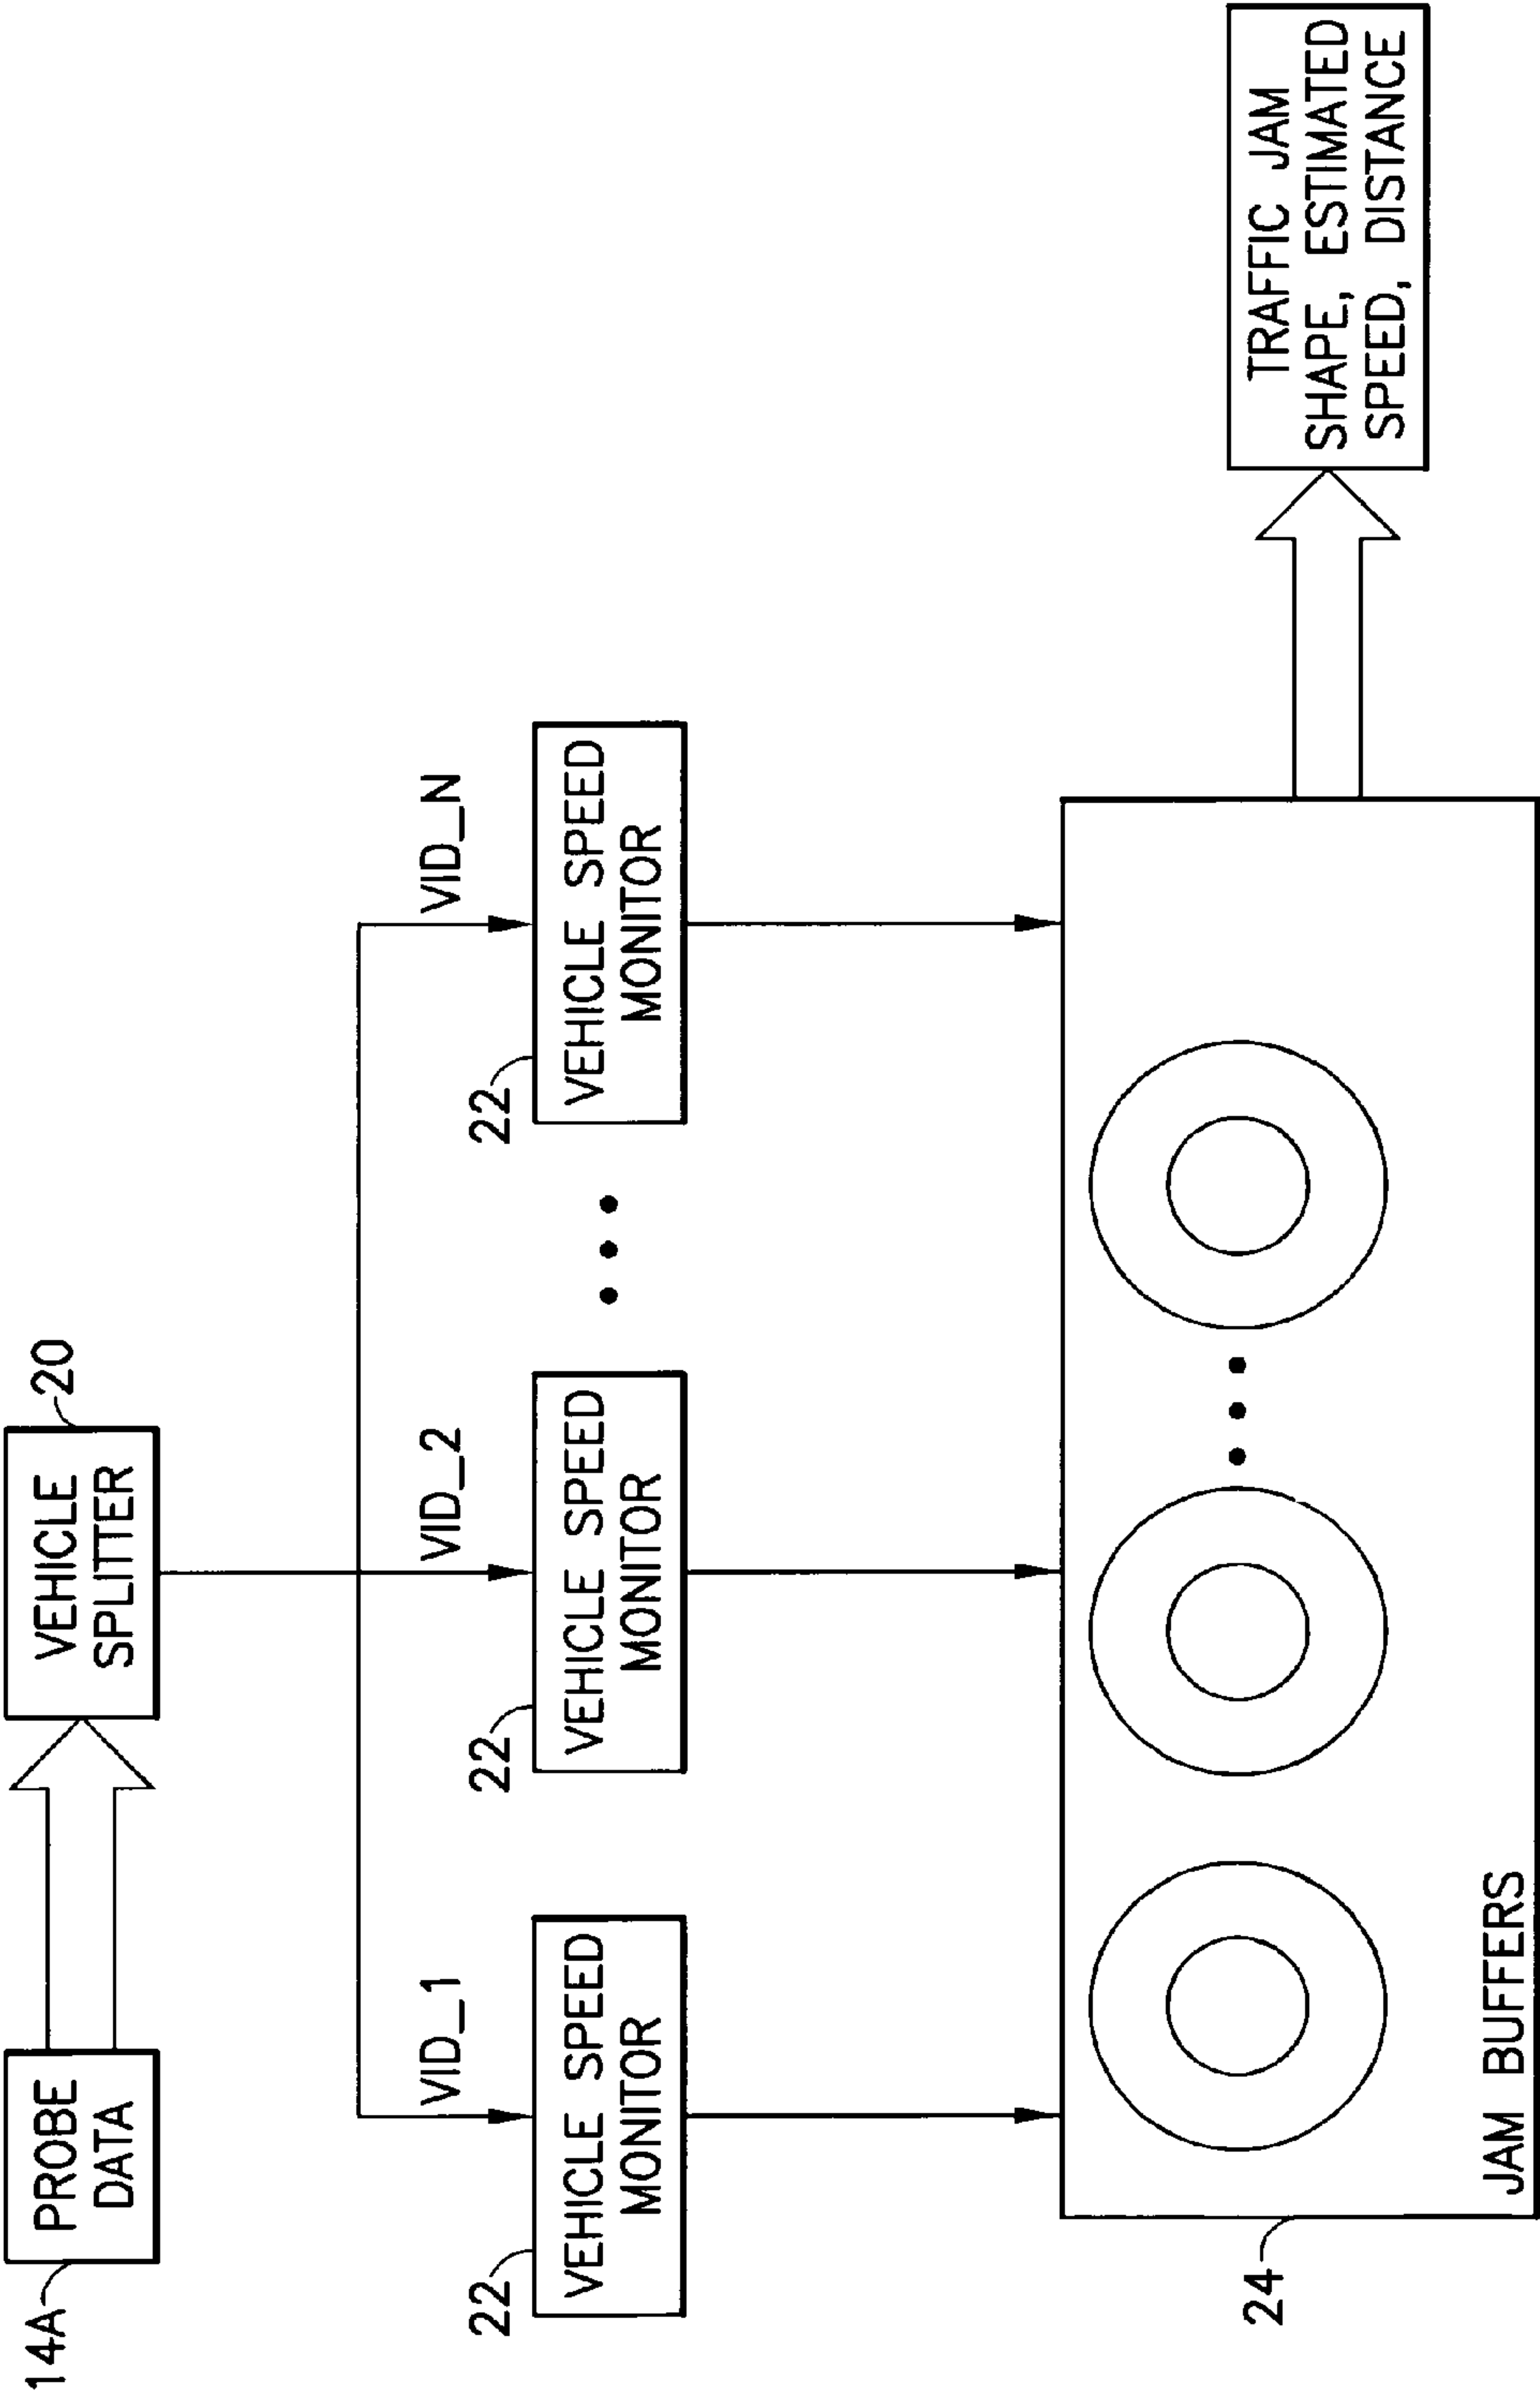 14A
PROBE
DATA
VEHICLE
SPLITTER
20
VID_1
VID_2
VID_N
22
VEHICLE SPEED
MONITOR
22
VEHICLE SPEED
MONITOR
22
VEHICLE SPEED
MONITOR
24
JAM BUFFERS
TRAFFIC JAM
SHAPE, ESTIMATED
SPEED, DISTANCE